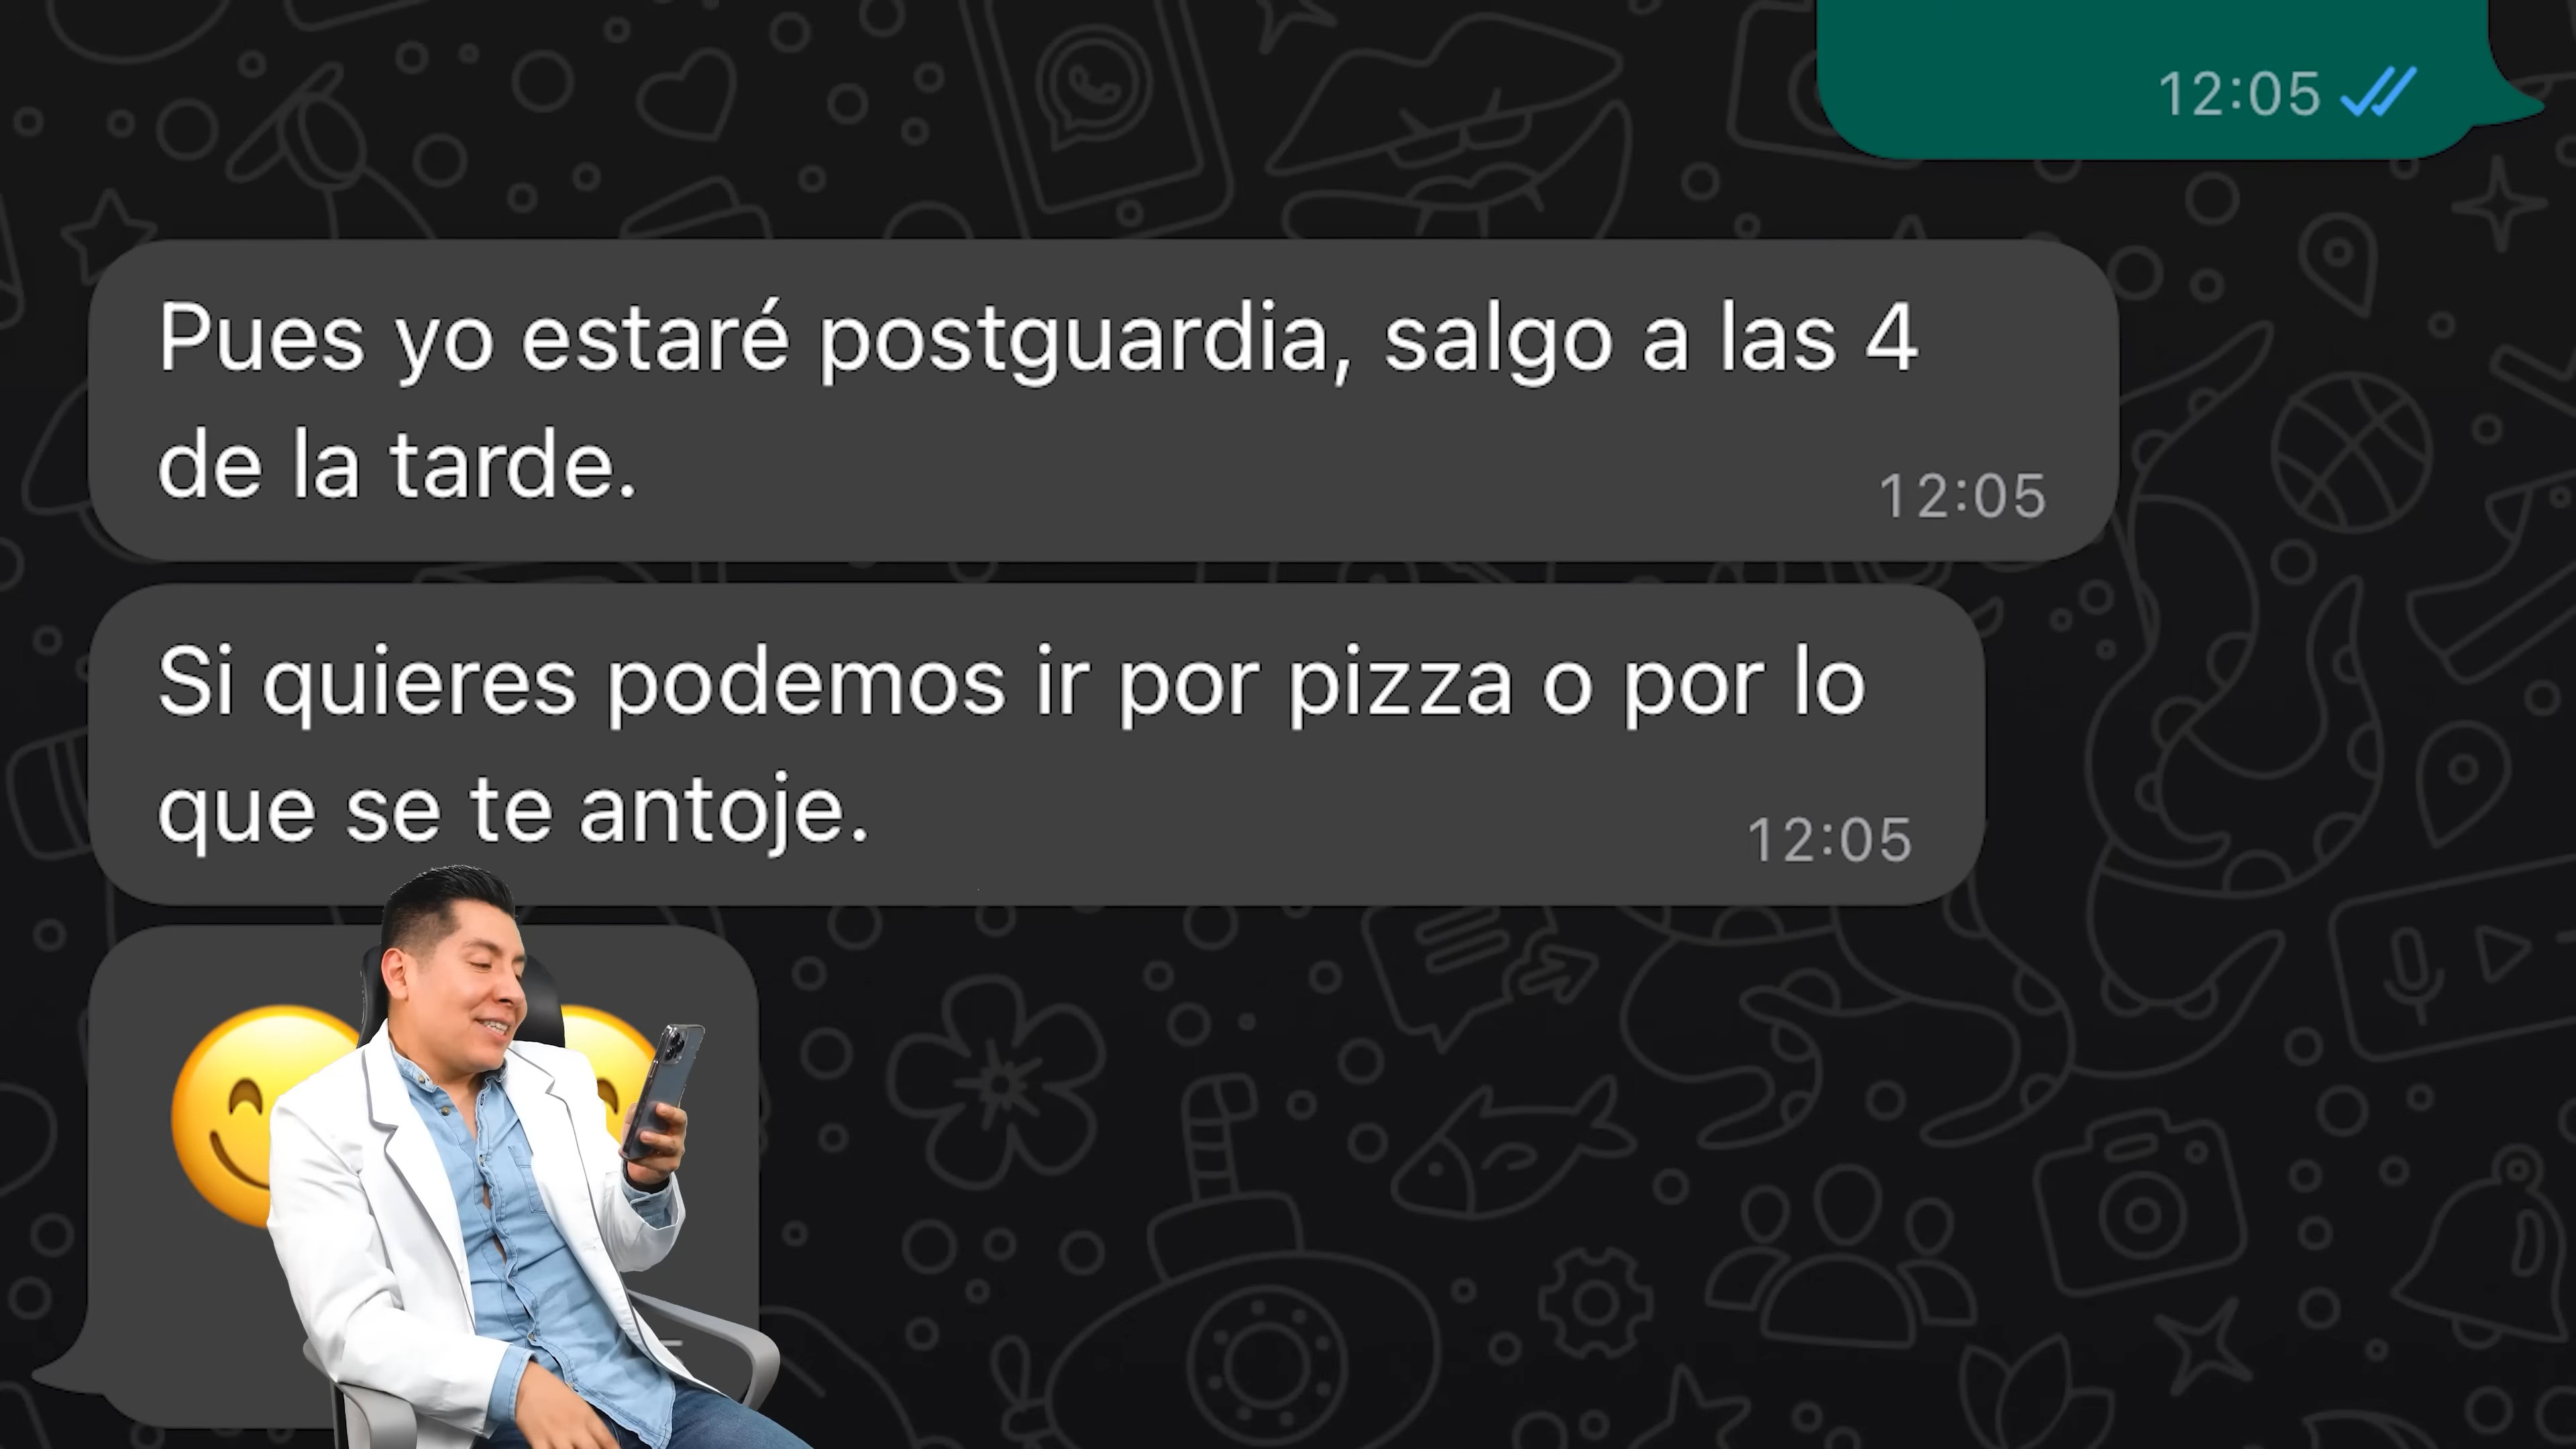 12:05
Pues yo estaré postguardia, salgo a las 4
de la tarde.
12:05
Si quieres podemos ir por pizza o por lo
que se te antoje.
12:05